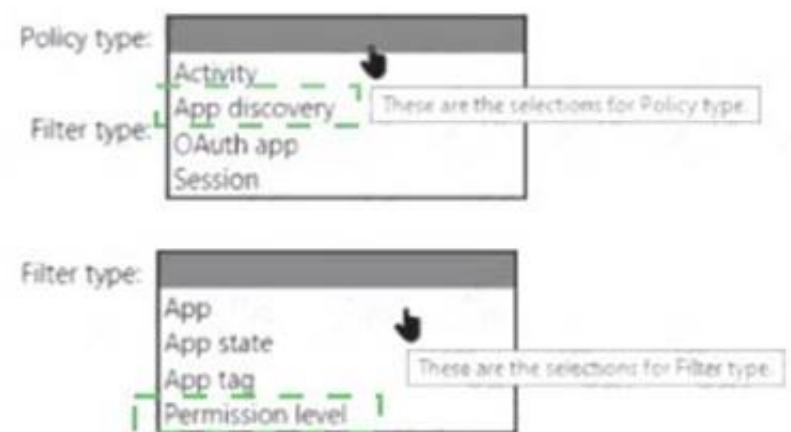 Policy type:
Activity
App discovery
These are the selections for Policy type.
Filter type:
OAuth app
Session
Filter type:
App
App state
These are the selections for Filter type.
App tag
Permission level